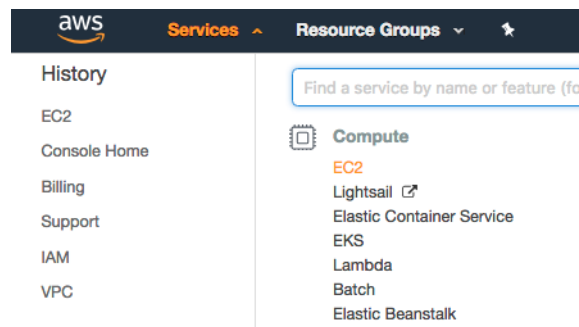 aws
Services
Resource Groups
History
EC2
Console Home
Billing
Support
IAM
VPC
Find a service by name or feature (fo
Compute
EC2
Lightsail
Elastic Container Service
EKS
Lambda
Batch
Elastic Beanstalk